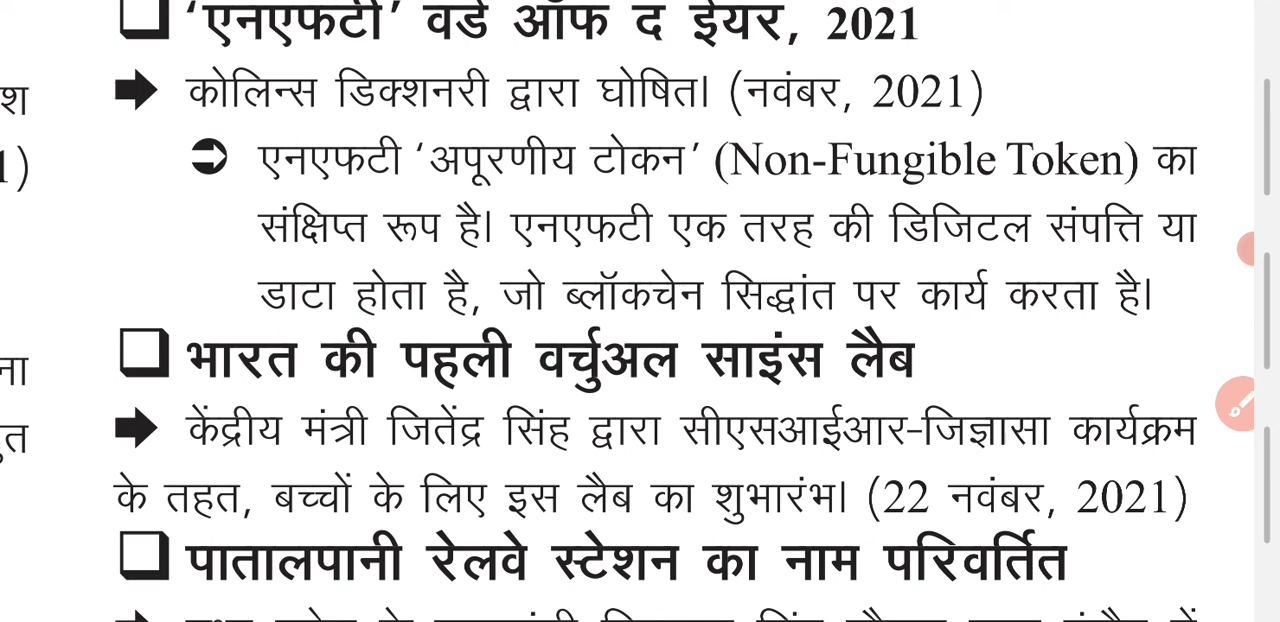 ❑ ‘एनएफटी’ वर्ड ऑफ द ईयर, 2021
➡ कोलिन्स डिक्शनरी द्वारा घोषित। (नवंबर, 2021)
श
➲ एनएफटी ‘अपूरणीय टोकन’ (Non-Fungible Token) का
1)
संक्षिप्त रूप है। एनएफटी एक तरह की डिजिटल संपत्ति या
डाटा होता है, जो ब्लॉकचेन सिद्धांत पर कार्य करता है।
❑ भारत की पहली वर्चुअल साइंस लैब
ना
➡ केंद्रीय मंत्री जितेंद्र सिंह द्वारा सीएसआईआर-जिज्ञासा कार्यक्रम
के तहत, बच्चों के लिए इस लैब का शुभारंभ। (22 नवंबर, 2021)
❑ पातालपानी रेलवे स्टेशन का नाम परिवर्तित